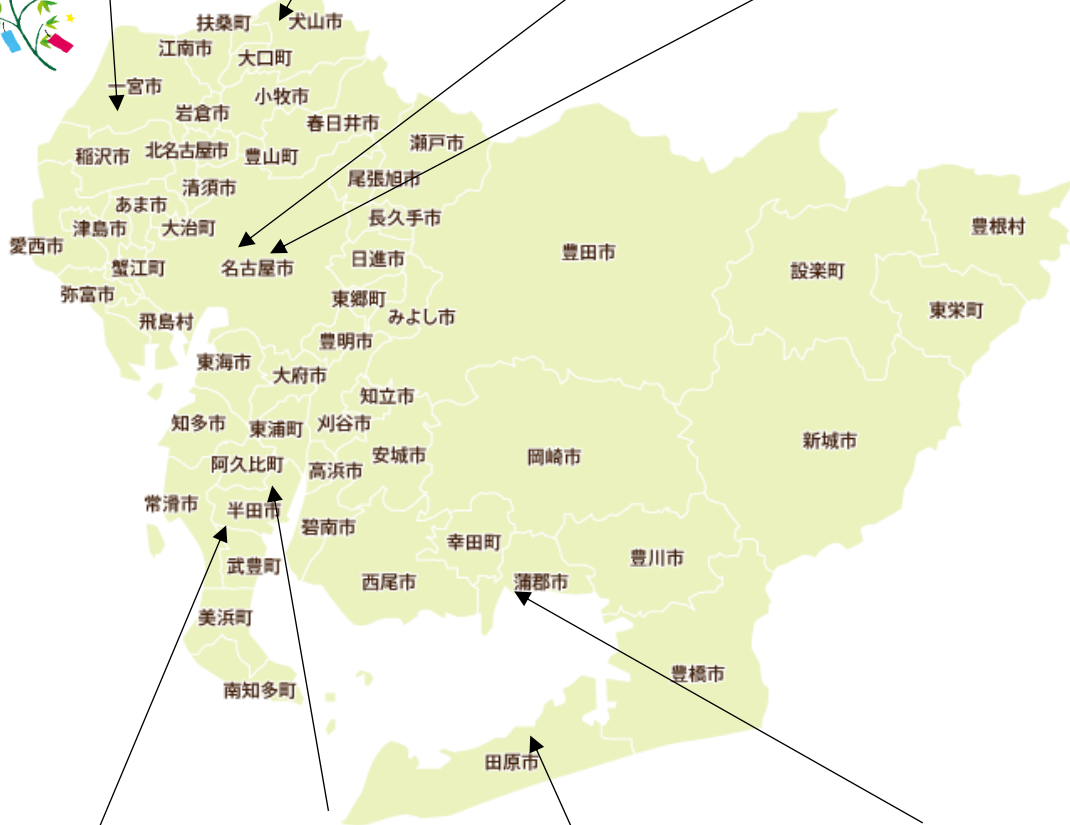 扶桑町
犬山市
江南市
大口町
一宮市
小牧市
岩倉市
春日井市
瀬戸市
稲沢市
北名古屋市
豊山町
尾張旭市
清須市
あま市
長久手市
津島市
大治町
豊根村
愛西市
豊田市
日進市
蟹江町
名古屋市
設楽町
弥富市
東郷町
東栄町
飛島村
みよし市
豊明市
東海市
大府市
知立市
知多市
東浦町
刈谷市
新城市
安城市
岡崎市
阿久比町
高浜市
常滑市
半田市
碧南市
幸田町
豊川市
武豊町
西尾市
蒲郡市
美浜町
豊橋市
南知多町
田原市